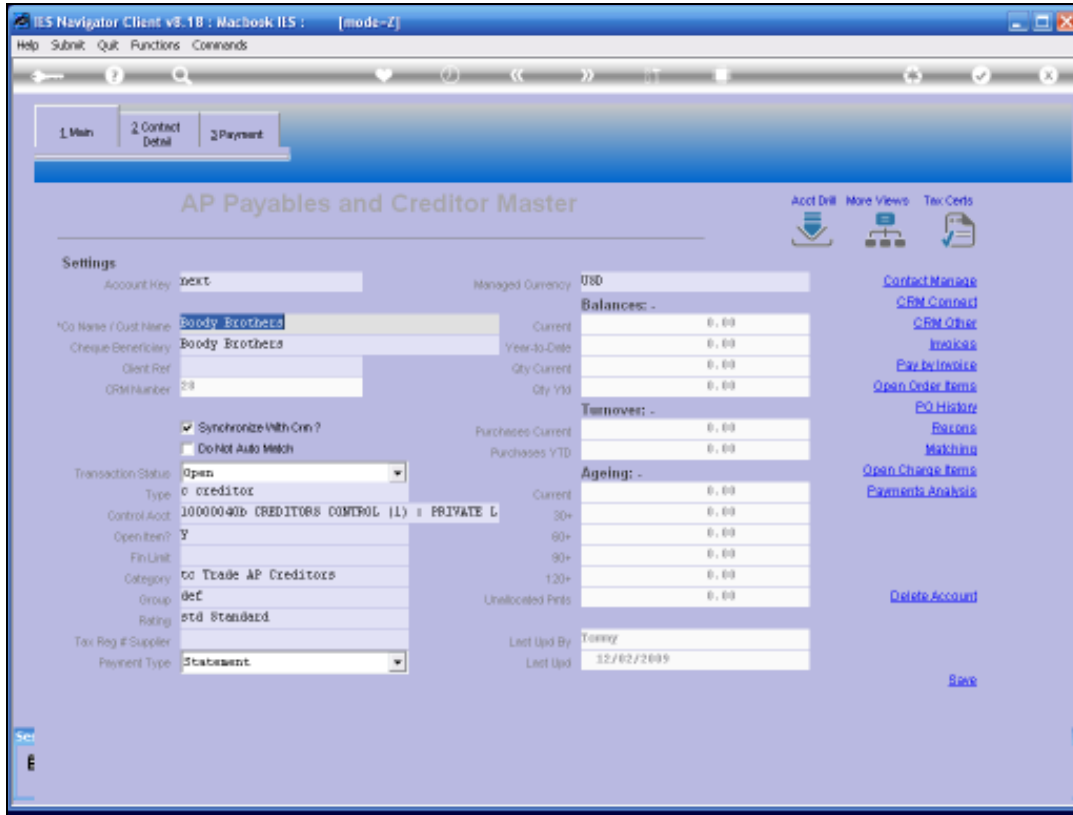 IES Navigator Client v8.18 : Macbook IES : [mode-Z]
Help Submit Quit Functions Commands
1 Main 2 Contact Detail 3 Payment
AP Payables and Creditor Master
Acct Drill More Views Tax Certs
Settings
Account Key next Managed Currency USD
Contact Manage
Balances: -
CRM Connect
*Co Name / Cust Name Boody Brothers Current 0.00
CRM Other
Cheque Beneficiary Boody Brothers Year-to-Date 0.00
Invoices
Client Ref Qty Current 0.00
Pay by Invoice
CRM Number 28 Qty Ytd 0.00
Open Order Items
Turnover: -
PO History
Synchronize With Crm ? Purchases Current 0.00
Recons
Do Not Auto Match Purchases YTD 0.00
Matching
Transaction Status Open Ageing: -
Open Charge Items
Type c creditor Current 0.00
Payments Analysis
Control Acct 10000040b CREDITORS CONTROL (1) : PRIVATE L 30+ 0.00
Open Item? y 60+ 0.00
Fin Limit 90+ 0.00
Category tc Trade AP Creditors 120+ 0.00
Group def Unallocated Pmts 0.00
Delete Account
Rating std Standard
Tax Reg # Supplier Last Upd By Tommy
Payment Type Statement Last Upd 12/02/2009
Save
Ses